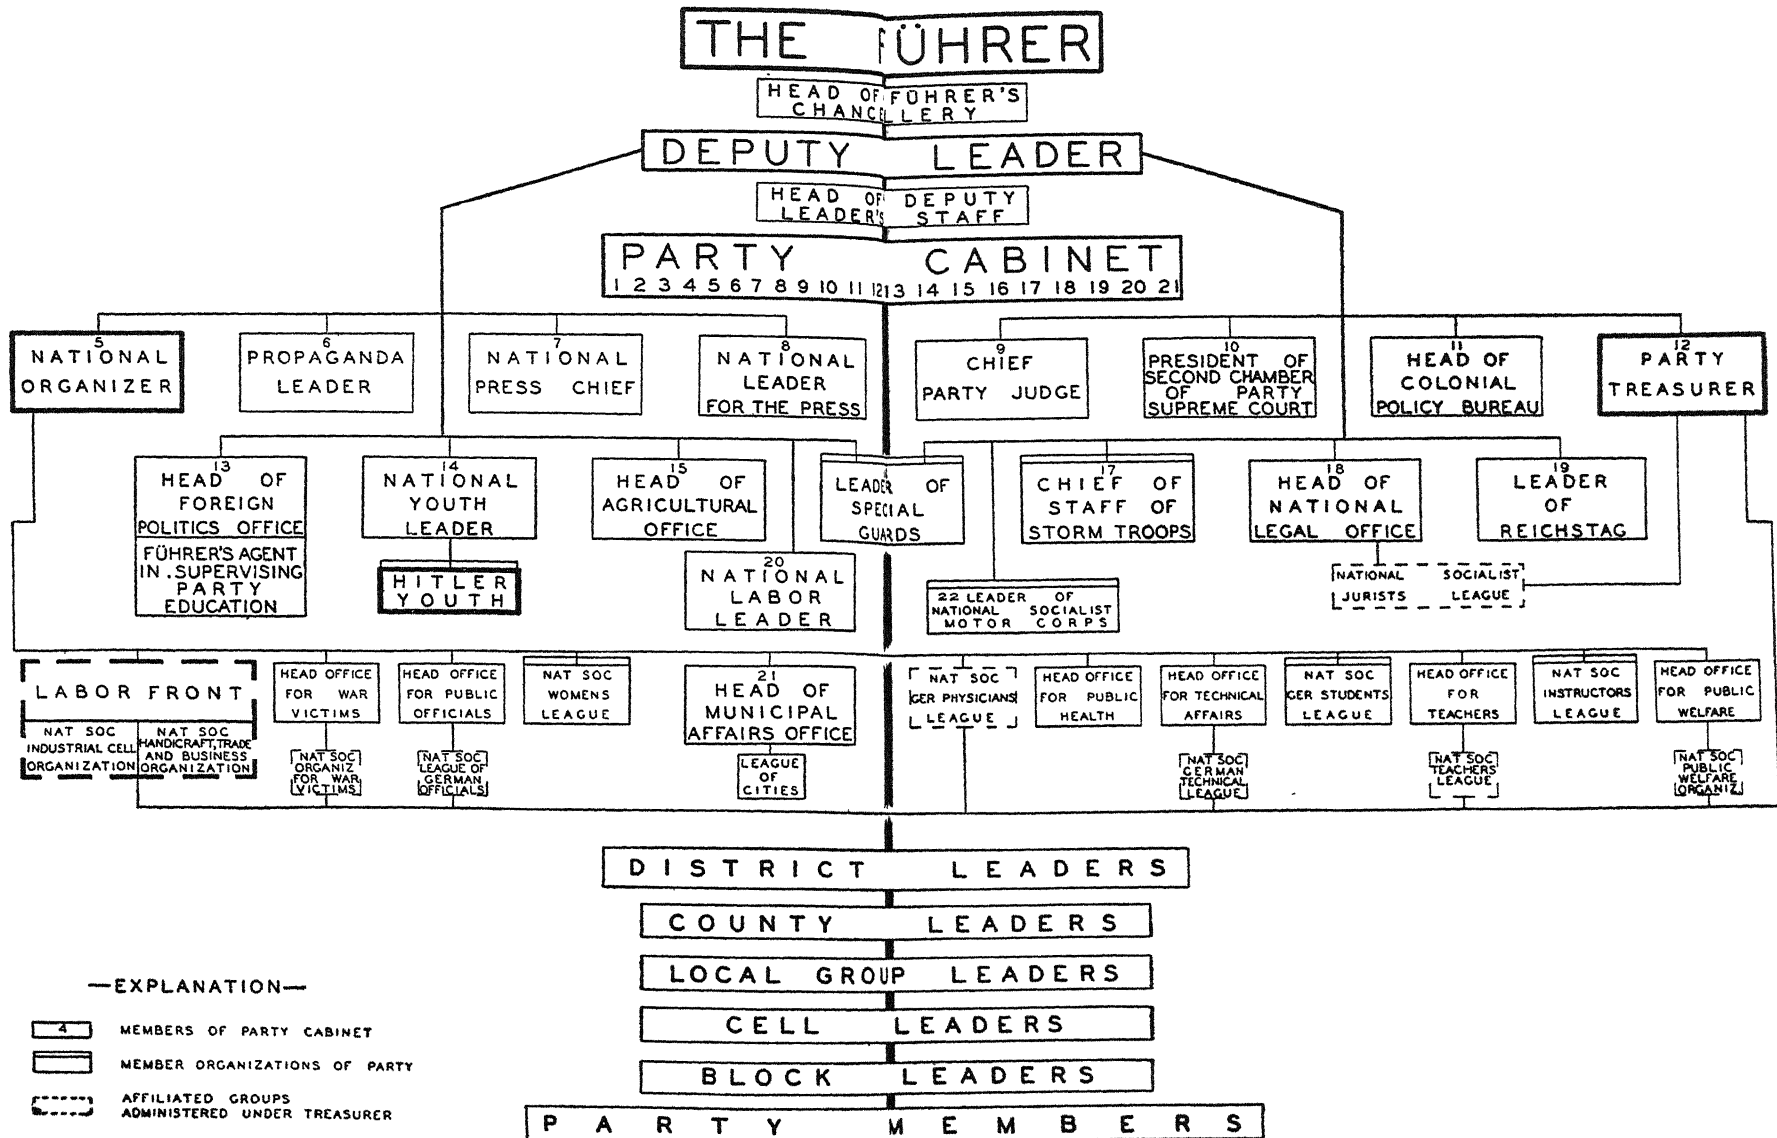 THE FÜHRER
HEAD OF FÜHRER'S
CHANCELLERY
DEPUTY LEADER
HEAD OF DEPUTY
LEADER'S STAFF
PARTY CABINET
1 2 3 4 5 6 7 8 9 10 11 12 13 14 15 16 17 18 19 20 21
5
NATIONAL
ORGANIZER
6
PROPAGANDA
LEADER
7
NATIONAL
PRESS CHIEF
8
NATIONAL
LEADER
FOR THE PRESS
9
CHIEF
PARTY JUDGE
10
PRESIDENT OF
SECOND CHAMBER
OF PARTY
SUPREME COURT
11
HEAD OF
COLONIAL
POLICY BUREAU
12
PARTY
TREASURER
13
HEAD OF
FOREIGN
POLITICS OFFICE
FÜHRER'S AGENT
IN .SUPERVISING
PARTY
EDUCATION
14
NATIONAL
YOUTH
LEADER
HITLER
YOUTH
15
HEAD OF
AGRICULTURAL
OFFICE
LEADER OF
SPECIAL
GUARDS
17
CHIEF OF
STAFF OF
STORM TROOPS
18
HEAD OF
NATIONAL
LEGAL OFFICE
19
LEADER
OF
REICHSTAG
20
NATIONAL
LABOR
LEADER
22 LEADER OF
NATIONAL SOCIALIST
MOTOR CORPS
NATIONAL SOCIALIST
JURISTS LEAGUE
LABOR FRONT
NAT SOC
INDUSTRIAL CELL
ORGANIZATION
NAT SOC
HANDICRAFT, TRADE
AND BUSINESS
ORGANIZATION
HEAD OFFICE
FOR WAR
VICTIMS
HEAD OFFICE
FOR PUBLIC
OFFICIALS
NAT SOC
WOMENS
LEAGUE
21
HEAD OF
MUNICIPAL
AFFAIRS OFFICE
NAT SOC
GER PHYSICIANS
LEAGUE
HEAD OFFICE
FOR PUBLIC
HEALTH
HEAD OFFICE
FOR TECHNICAL
AFFAIRS
NAT SOC
GER STUDENTS
LEAGUE
HEAD OFFICE
FOR
TEACHERS
NAT SOC
INSTRUCTORS
LEAGUE
HEAD OFFICE
FOR PUBLIC
WELFARE
NAT SOC
ORGANIZ
FOR WAR
VICTIMS
NAT SOC
LEAGUE OF
GERMAN
OFFICIALS
LEAGUE
OF
CITIES
NAT SOC
GERMAN
TECHNICAL
LEAGUE
NAT SOC
TEACHERS'
LEAGUE
NAT SOC
PUBLIC
WELFARE
ORGANIZ
DISTRICT LEADERS
COUNTY LEADERS
LOCAL GROUP LEADERS
CELL LEADERS
BLOCK LEADERS
PARTY MEMBERS
—EXPLANATION—
4 MEMBERS OF PARTY CABINET
MEMBER ORGANIZATIONS OF PARTY
AFFILIATED GROUPS
ADMINISTERED UNDER TREASURER